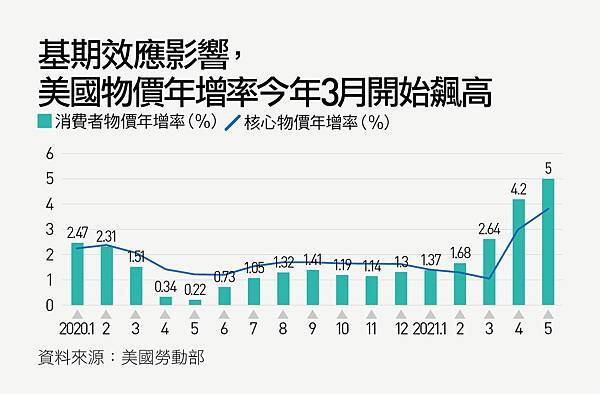 基期效應影響，
美國物價年增率今年3月開始飆高
消費者物價年增率(%) 核心物價年增率(%)
6
5
4
3
2
1
0
2.47 2.31 1.51 0.34 0.22 0.73 1.05 1.32 1.41 1.19 1.14 1.3 1.37 1.68 2.64 4.2 5
2020.1 2 3 4 5 6 7 8 9 10 11 12 2021.1 2 3 4 5
資料來源：美國勞動部